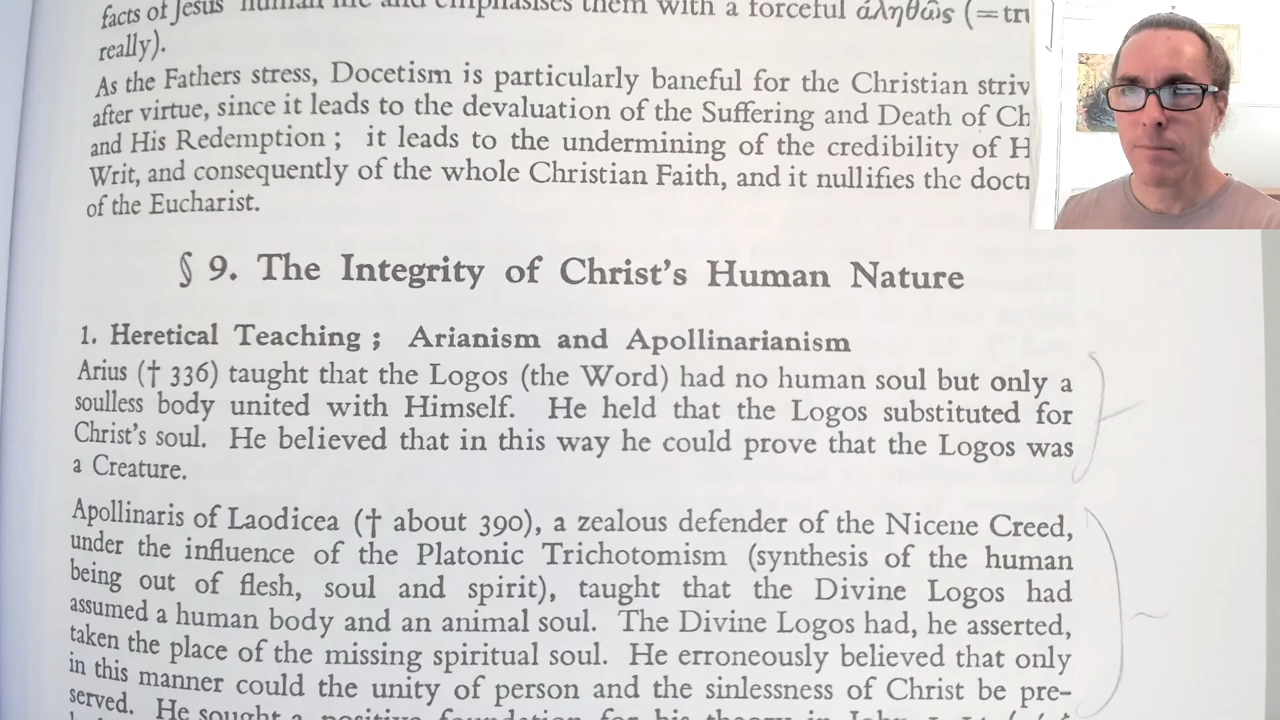 facts of Jesus' human life and emphasises them with a forceful ἀληθῶς (=
really).
As the Fathers stress, Docetism is particularly baneful for the Christian
after virtue, since it leads to the devaluation of the Suffering and Death of
and His Redemption ; it leads to the undermining of the credibility of
Writ, and consequently of the whole Christian Faith, and it nullifies the
of the Eucharist.
§ 9. The Integrity of Christ's Human Nature
1. Heretical Teaching ; Arianism and Apollinarianism
Arius († 336) taught that the Logos (the Word) had no human soul but only a
soulless body united with Himself. He held that the Logos substituted for
Christ's soul. He believed that in this way he could prove that the Logos was
a Creature.
Apollinaris of Laodicea († about 390), a zealous defender of the Nicene Creed,
under the influence of the Platonic Trichotomism (synthesis of the human
being out of flesh, soul and spirit), taught that the Divine Logos had
assumed a human body and an animal soul. The Divine Logos had, he asserted,
taken the place of the missing spiritual soul. He erroneously believed that only
in this manner could the unity of person and the sinlessness of Christ be pre-
served. He sought a positive foundation for his theory in John